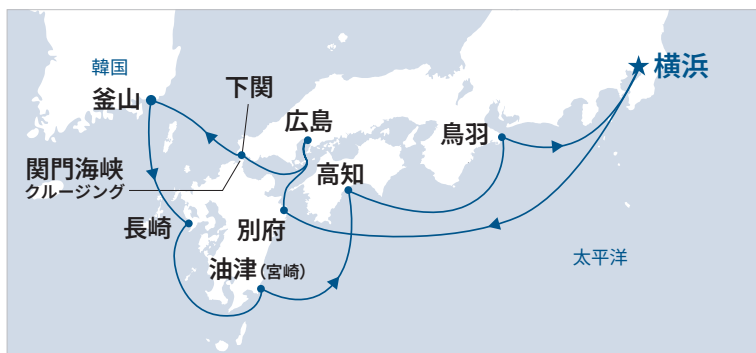 韓国
釜山
下関
広島
鳥羽
★横浜
関門海峡
クルージング
高知
長崎
別府
油津(宮崎)
太平洋